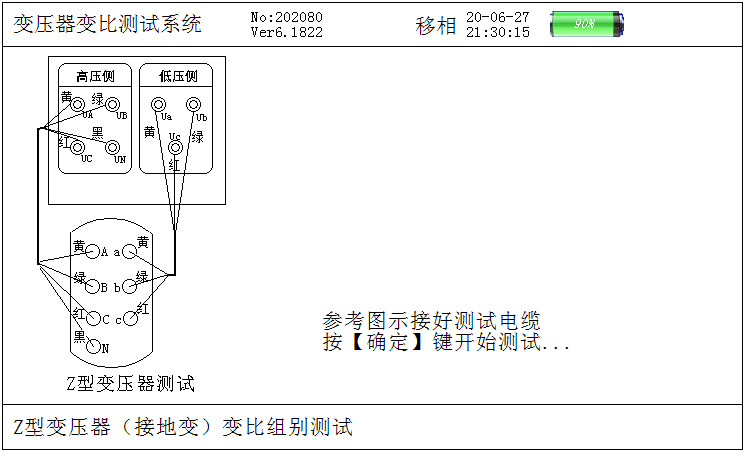 变压器变比测试系统
No:202080
Ver6.1822
移相
20-06-27
21:30:15
90%
高压侧
低压侧
黄 绿
UA UB
Ua Ub
红 黑
UC UN
黄 Uc 绿
红
黄 A a 黄
绿 B b 绿
红 C c 红
黑 N
Z型变压器测试
参考图示接好测试电缆
按【确定】键开始测试...
Z型变压器（接地变）变比组别测试